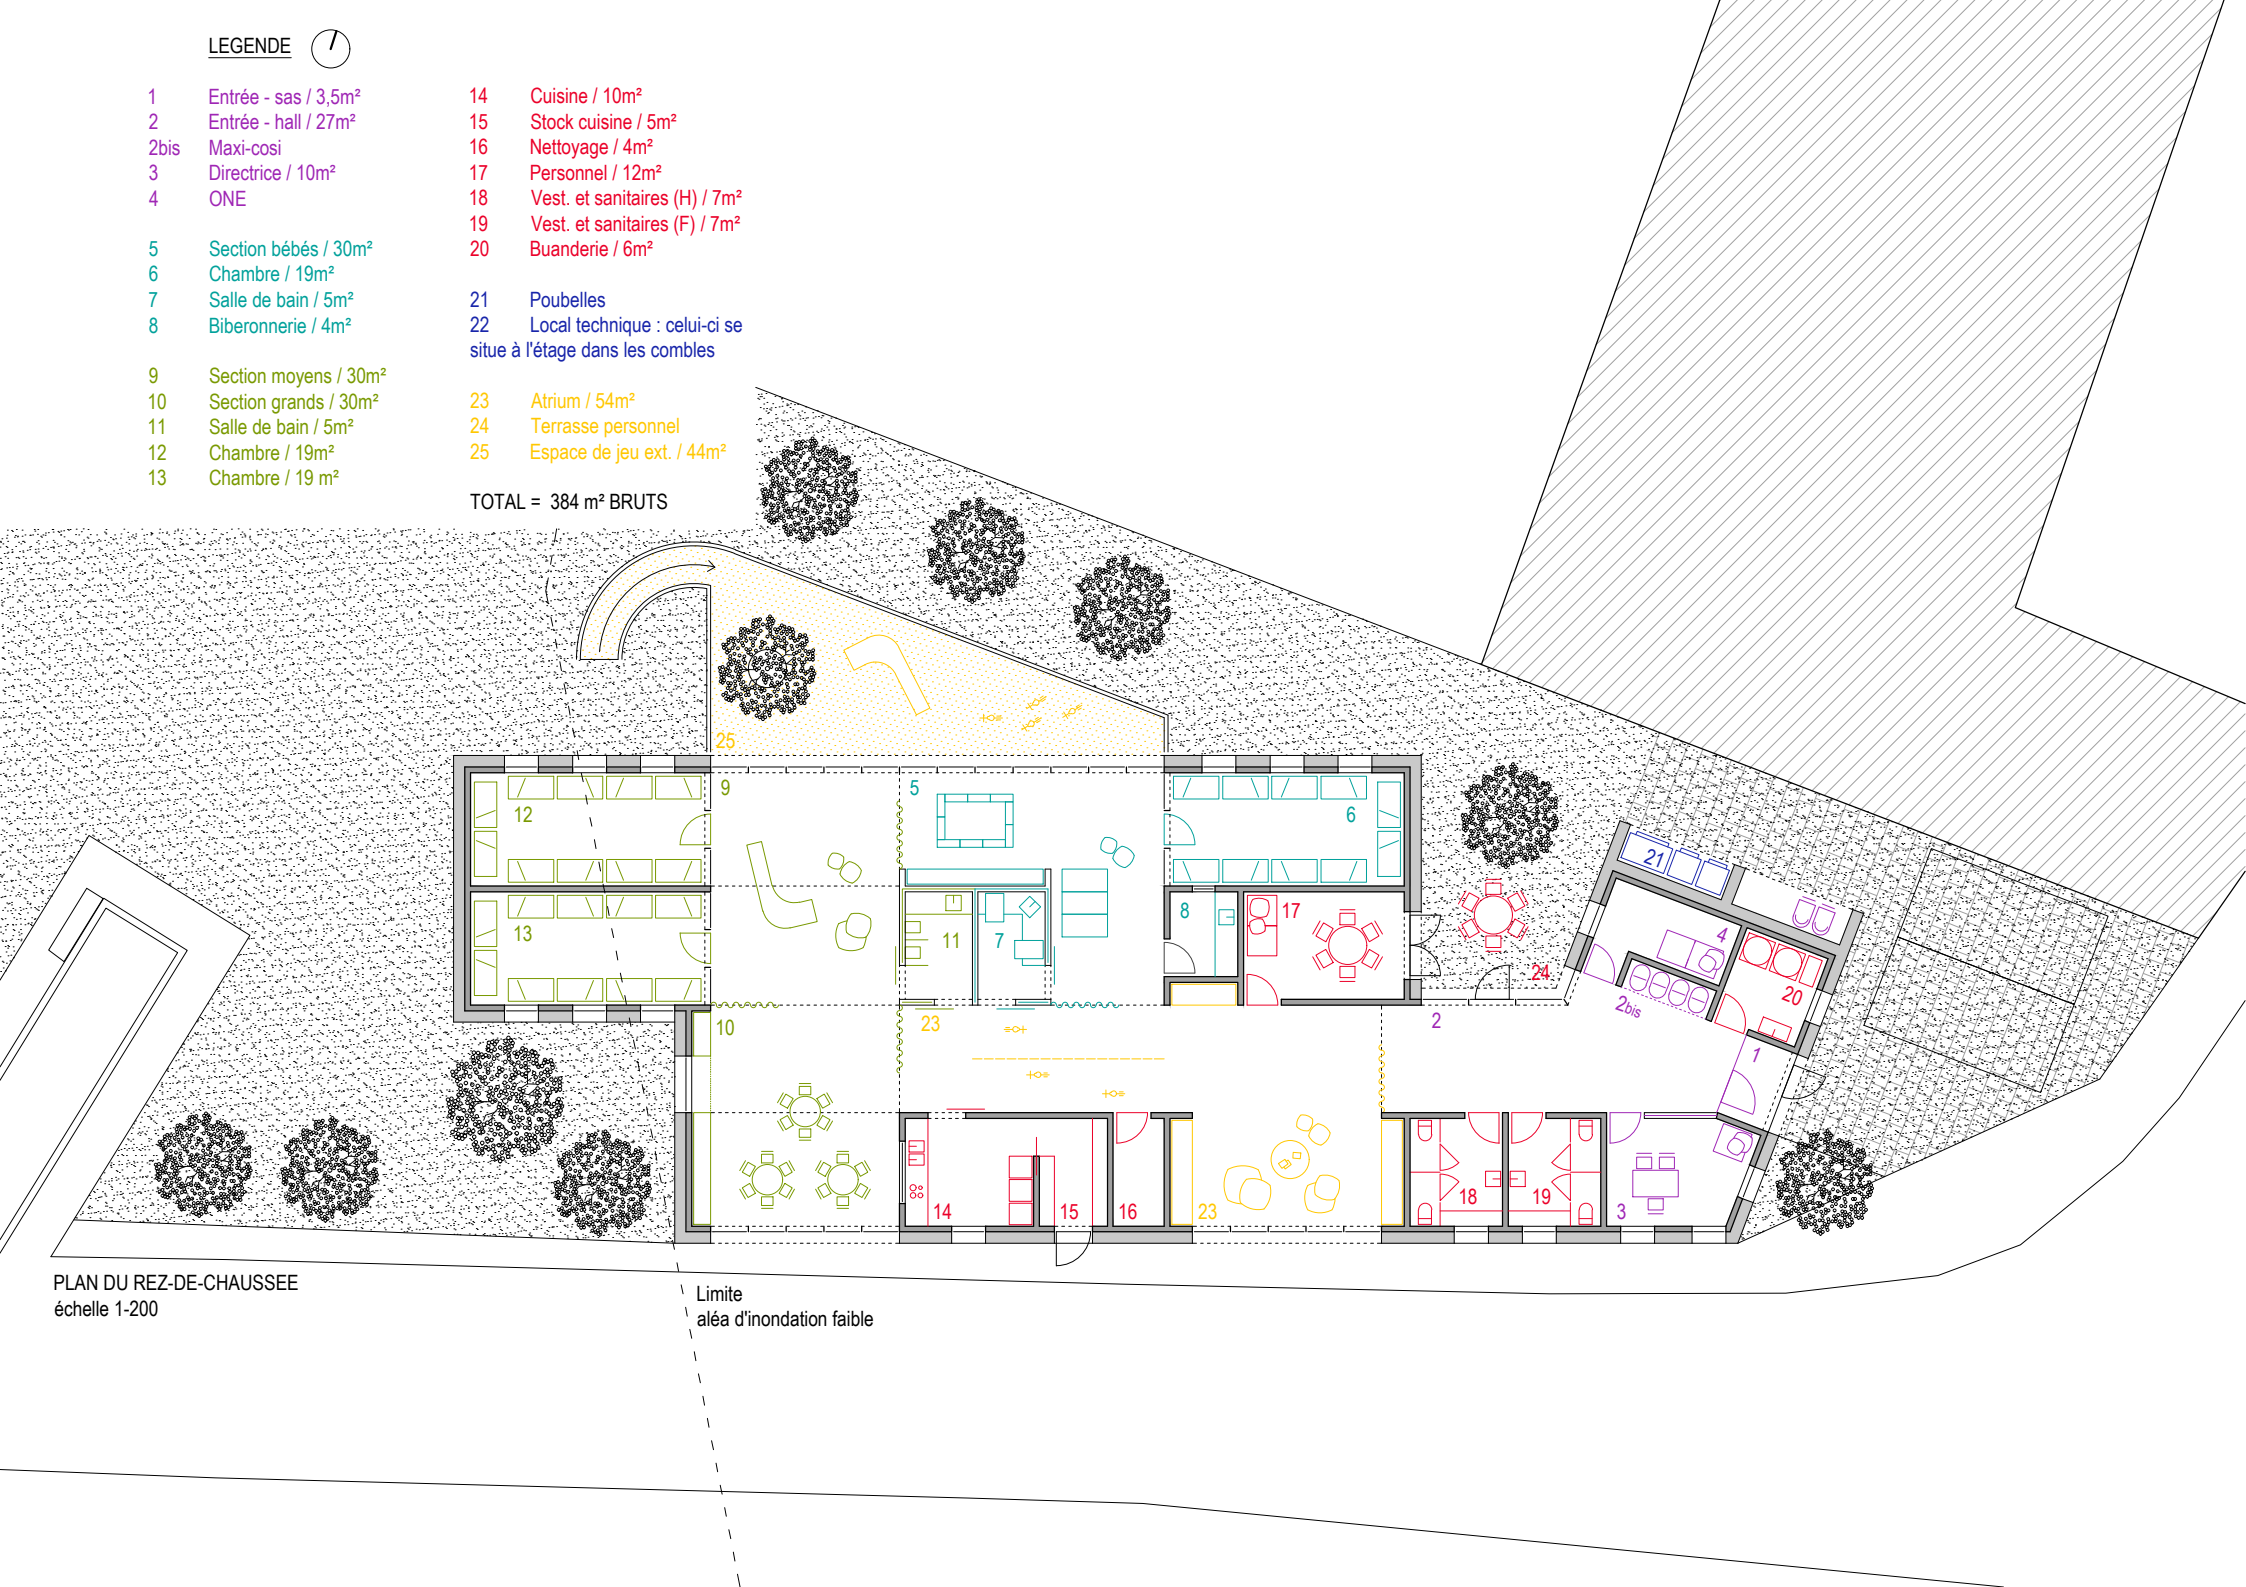 LEGENDE
1 Entrée - sas / 3,5m²
2 Entrée - hall / 27m²
2bis Maxi-cosi
3 Directrice / 10m²
4 ONE
5 Section bébés / 30m²
6 Chambre / 19m²
7 Salle de bain / 5m²
8 Biberonnerie / 4m²
9 Section moyens / 30m²
10 Section grands / 30m²
11 Salle de bain / 5m²
12 Chambre / 19m²
13 Chambre / 19 m²
14 Cuisine / 10m²
15 Stock cuisine / 5m²
16 Nettoyage / 4m²
17 Personnel / 12m²
18 Vest. et sanitaires (H) / 7m²
19 Vest. et sanitaires (F) / 7m²
20 Buanderie / 6m²
21 Poubelles
22 Local technique : celui-ci se
situe à l'étage dans les combles
23 Atrium / 54m²
24 Terrasse personnel
25 Espace de jeu ext. / 44m²
TOTAL = 384 m² BRUTS
25
12
9
5
6
21
13
11
7
8
17
4
24
20
10
23
2
2bis
1
14
15
16
23
18
19
3
PLAN DU REZ-DE-CHAUSSEE
échelle 1-200
Limite
aléa d'inondation faible